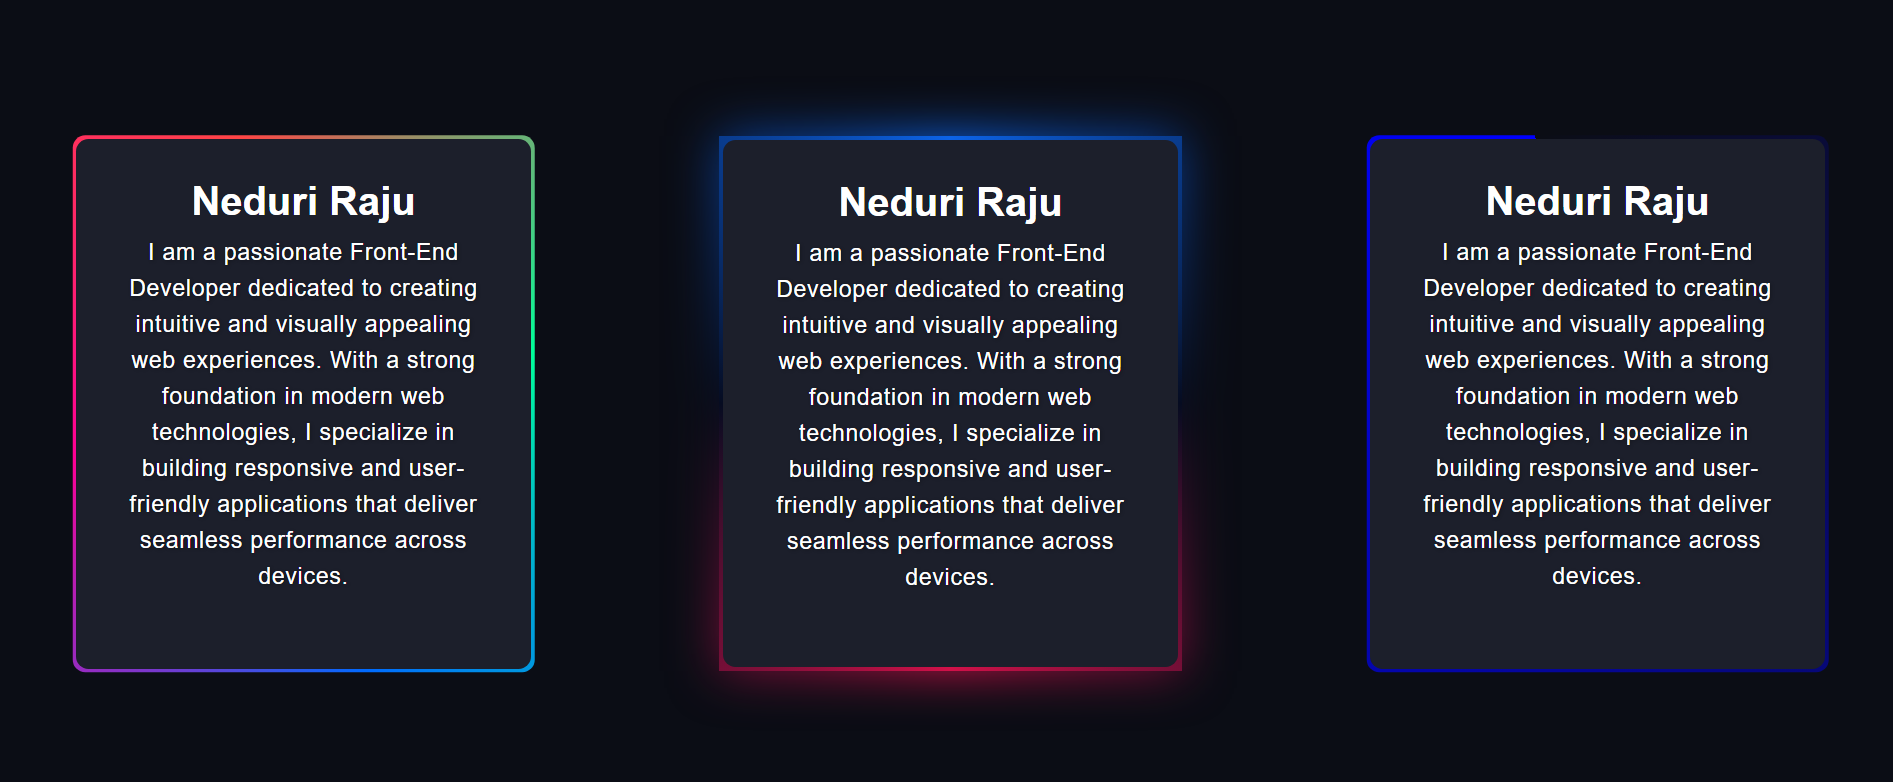 Neduri Raju
I am a passionate Front-End
Developer dedicated to creating
intuitive and visually appealing
web experiences. With a strong
foundation in modern web
technologies, I specialize in
building responsive and user-
friendly applications that deliver
seamless performance across
devices.
Neduri Raju
I am a passionate Front-End
Developer dedicated to creating
intuitive and visually appealing
web experiences. With a strong
foundation in modern web
technologies, I specialize in
building responsive and user-
friendly applications that deliver
seamless performance across
devices.
Neduri Raju
I am a passionate Front-End
Developer dedicated to creating
intuitive and visually appealing
web experiences. With a strong
foundation in modern web
technologies, I specialize in
building responsive and user-
friendly applications that deliver
seamless performance across
devices.